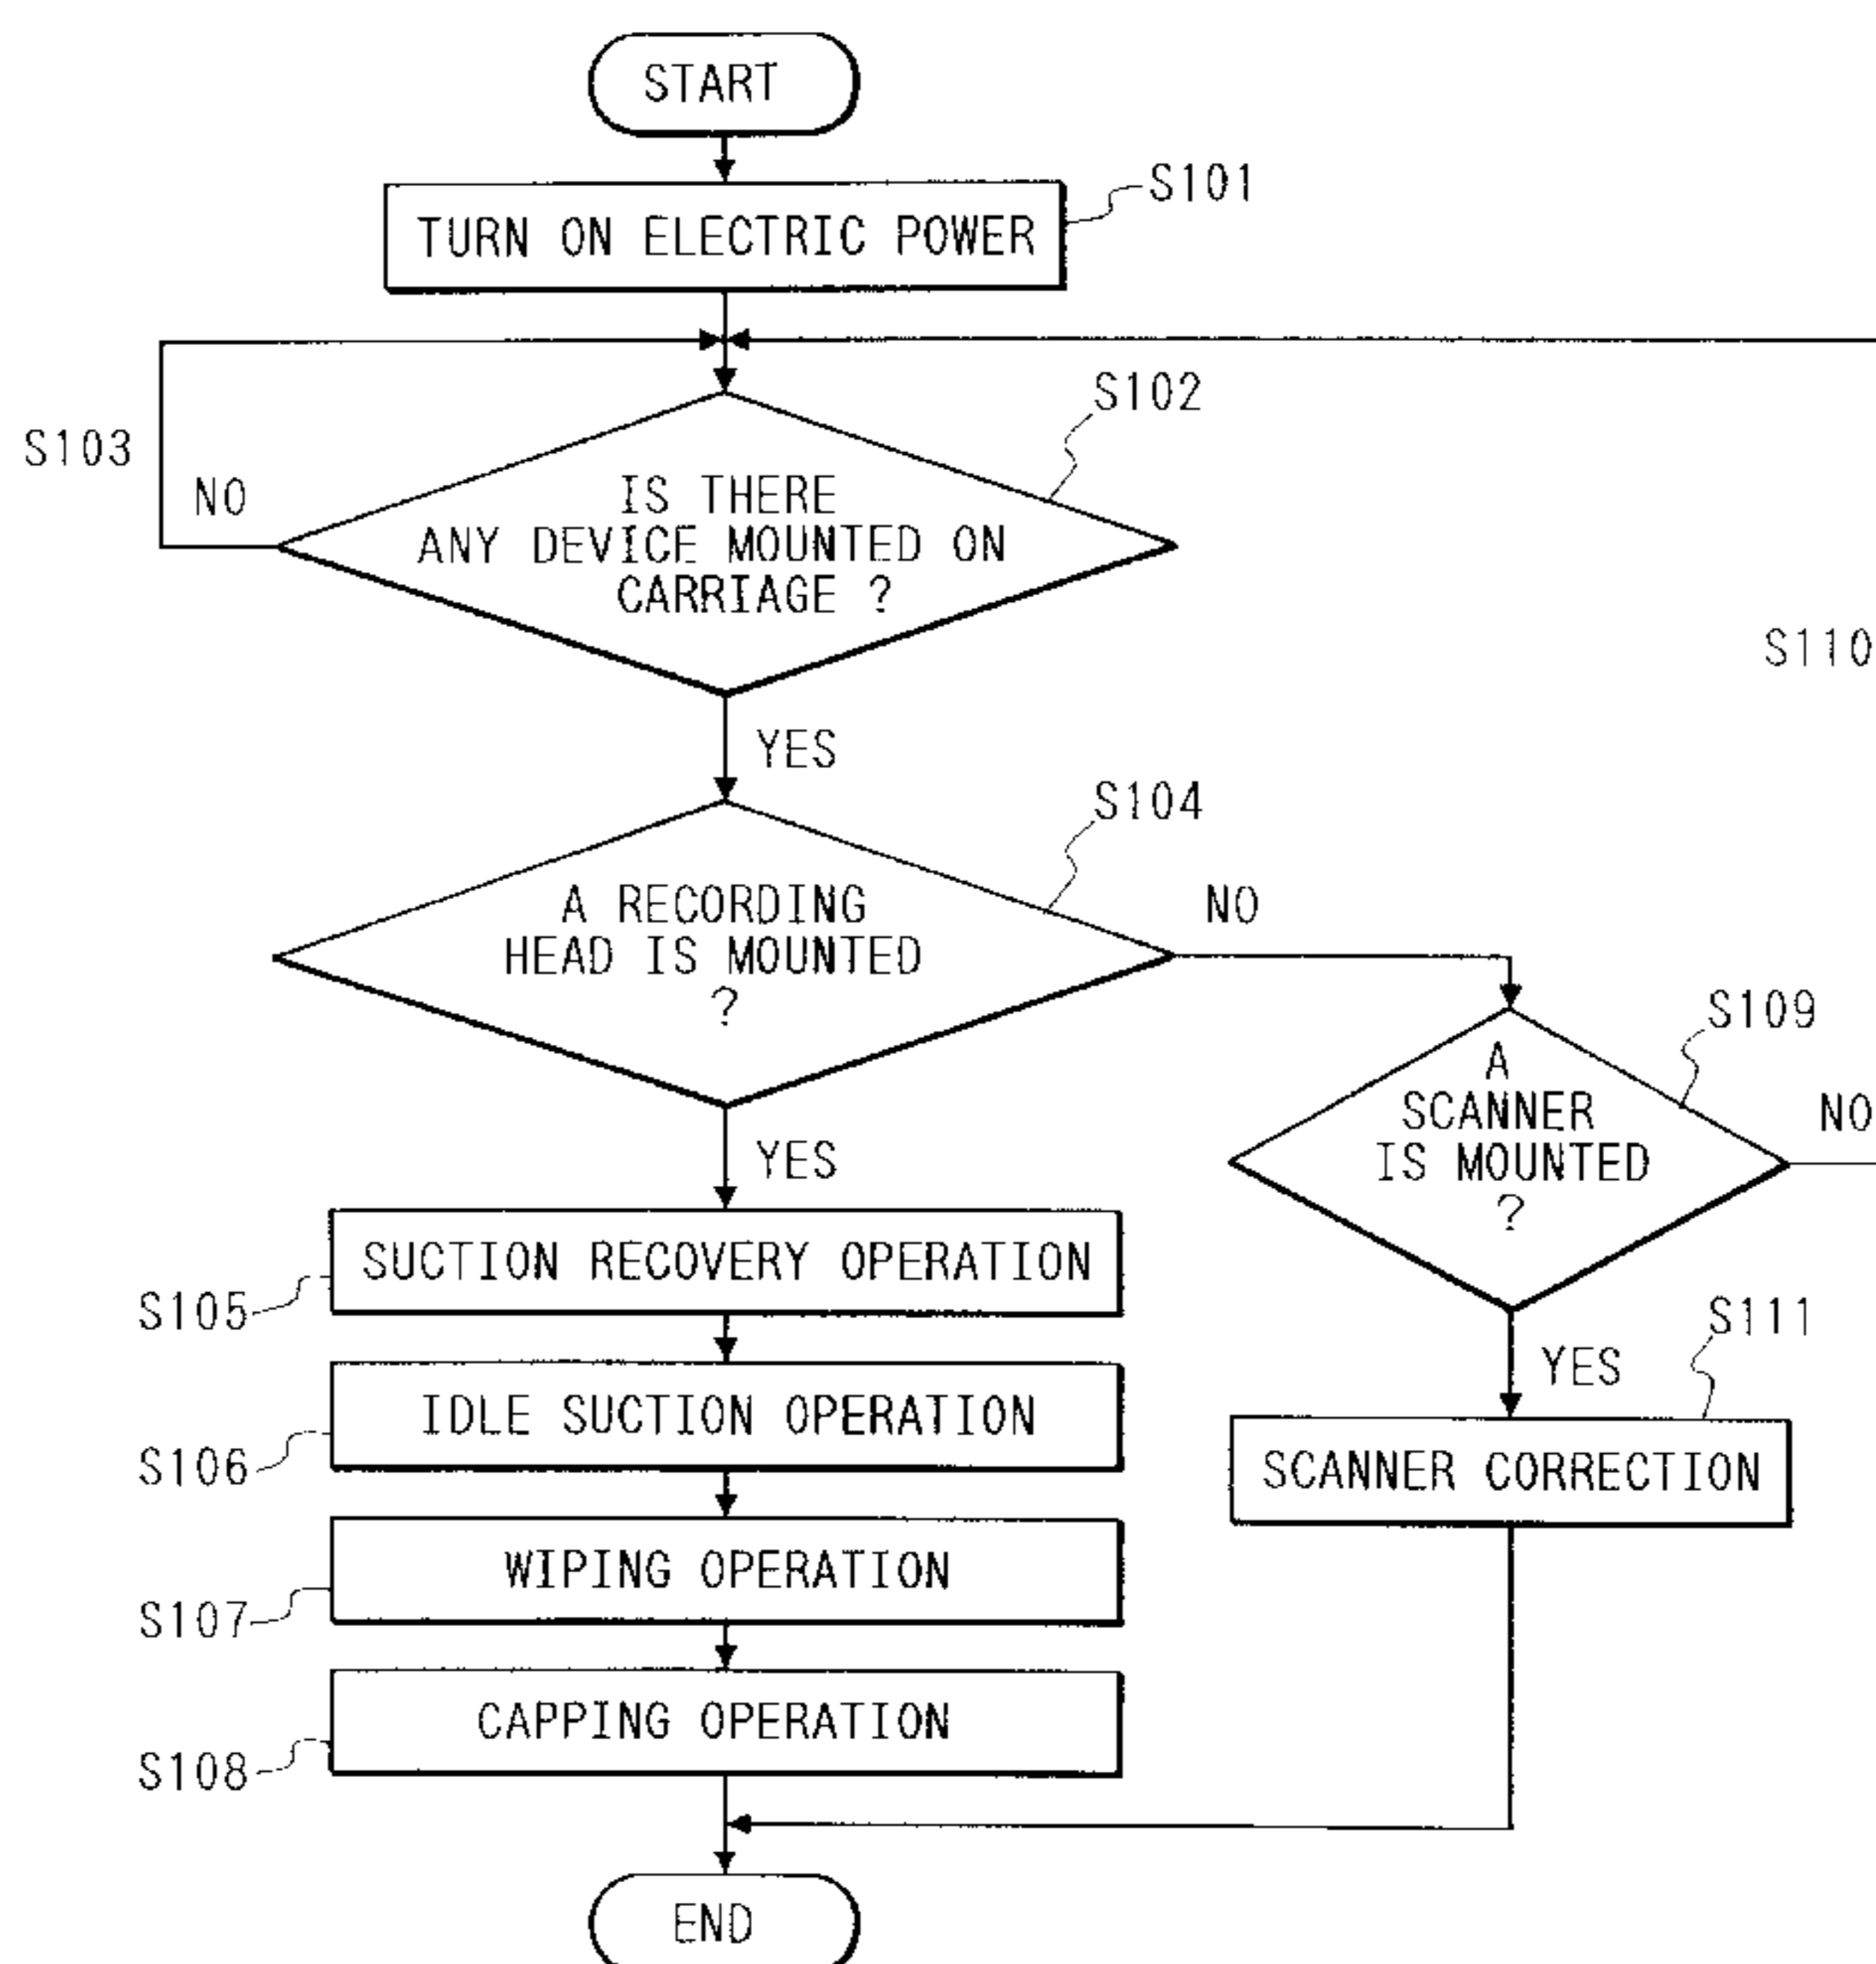 START
S101
TURN ON ELECTRIC POWER
S102
S103
NO
IS THERE
ANY DEVICE MOUNTED ON
CARRIAGE ?
S110
YES
S104
A RECORDING
HEAD IS MOUNTED
?
NO
S109
A
SCANNER
IS MOUNTED
?
NO
YES
SUCTION RECOVERY OPERATION
S105
S111
YES
IDLE SUCTION OPERATION
S106
SCANNER CORRECTION
WIPING OPERATION
S107
CAPPING OPERATION
S108
END